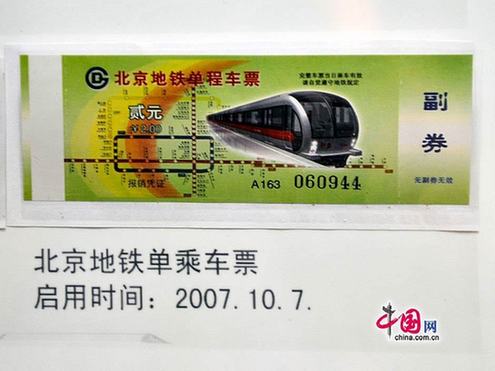 北京地铁单程车票
完整车票当日乘车有效
请自觉遵守地铁规定
贰元
￥2.00
报销凭证
A163 060944
副券
无副券无效
北京地铁单乘车票
启用时间：2007.10.7.
中国网
china.com.cn